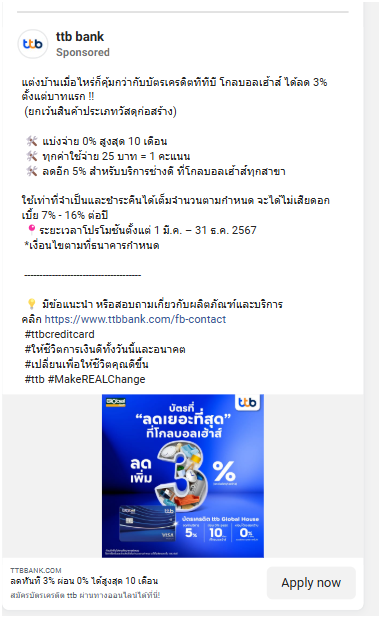 ttb
ttb bank
Sponsored
แต่งบ้านเมื่อไหร่ก็คุ้มกว่ากับบัตรเครดิตทีทีบี โกลบอลเฮ้าส์ ได้ลด 3%
ตั้งแต่บาทแรก !!
(ยกเว้นสินค้าประเภทวัสดุก่อสร้าง)
🛠 แบ่งจ่าย 0% สูงสุด 10 เดือน
🛠 ทุกค่าใช้จ่าย 25 บาท = 1 คะแนน
🛠 ลดอีก 5% สำหรับบริการช่างดี ที่โกลบอลเฮ้าส์ทุกสาขา
ใช้เท่าที่จำเป็นและชำระคืนได้เต็มจำนวนตามกำหนด จะได้ไม่เสียดอก
เบี้ย 7% - 16% ต่อปี
📍ระยะเวลาโปรโมชันตั้งแต่ 1 มี.ค. – 31 ธ.ค. 2567
*เงื่อนไขตามที่ธนาคารกำหนด
---------------------------------------
💡 มีข้อแนะนำ หรือสอบถามเกี่ยวกับผลิตภัณฑ์และบริการ
คลิก https://www.ttbbank.com/fb-contact
#ttbcreditcard
#ให้ชีวิตการเงินดีทั้งวันนี้และอนาคต
#เปลี่ยนเพื่อให้ชีวิตคุณดีขึ้น
#ttb #MakeREALChange
Global
ttb
บัตรที่
"ลดเยอะที่สุด"
ที่โกลบอลเฮ้าส์
ลด
เพิ่ม
3%
VISA
บัตรเครดิต ttb Global House
5% 10 0%
TTBBANK.COM
ลดทันที 3% ผ่อน 0% ได้สูงสุด 10 เดือน
สมัครบัตรเครดิต ttb ผ่านทางออนไลน์ได้ที่นี่!
Apply now